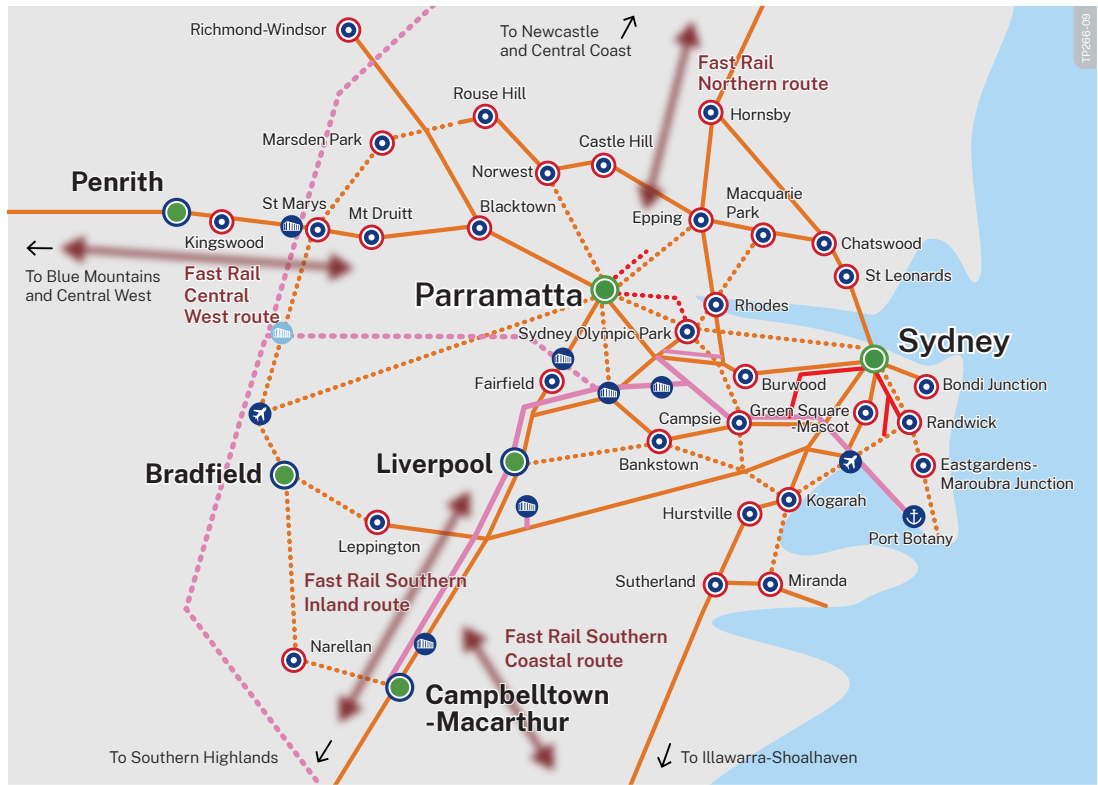 Richmond-Windsor
To Newcastle
and Central Coast
TP266-09
Fast Rail
Northern route
Rouse Hill
Hornsby
Marsden Park
Castle Hill
Norwest
Penrith
St Marys
Mt Druitt
Blacktown
Epping
Macquarie
Park
Kingswood
Chatswood
To Blue Mountains
and Central West
Fast Rail
Central
West route
Parramatta
St Leonards
Rhodes
Sydney Olympic Park
Sydney
Fairfield
Burwood
Bondi Junction
Campsie
Green Square
-Mascot
Randwick
Bradfield
Liverpool
Bankstown
Eastgardens-
Maroubra Junction
Kogarah
Hurstville
Port Botany
Leppington
Fast Rail Southern
Inland route
Sutherland
Miranda
Narellan
Fast Rail Southern
Coastal route
Campbelltown
-Macarthur
To Southern Highlands
To Illawarra-Shoalhaven